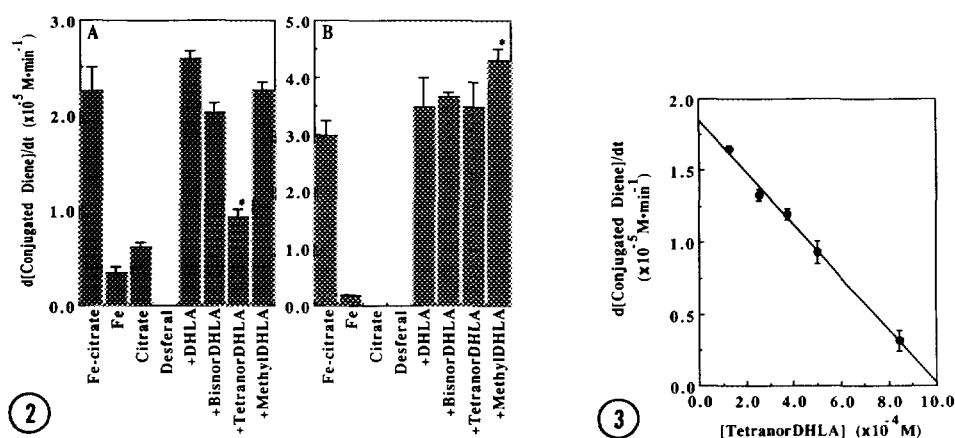 A
B
d[Conjugated Diene]/dt (x10^-5 M•min^-1)
3.0
2.0
1.0
0.0
Fe-citrate
Fe
Citrate
Desferal
+DHLA
+BisnorDHLA
+TetranorDHLA
+MethylDHLA
*
2
5.0
4.0
3.0
2.0
1.0
0.0
Fe-citrate
Fe
Citrate
Desferal
+DHLA
+BisnorDHLA
+TetranorDHLA
+MethylDHLA
*
d[Conjugated Diene]/dt
(x10^-5 M•min^-1)
2.0
1.5
1.0
0.5
0.0
0.0 2.0 4.0 6.0 8.0 10.0
[TetranorDHLA] (x10^-4 M)
3